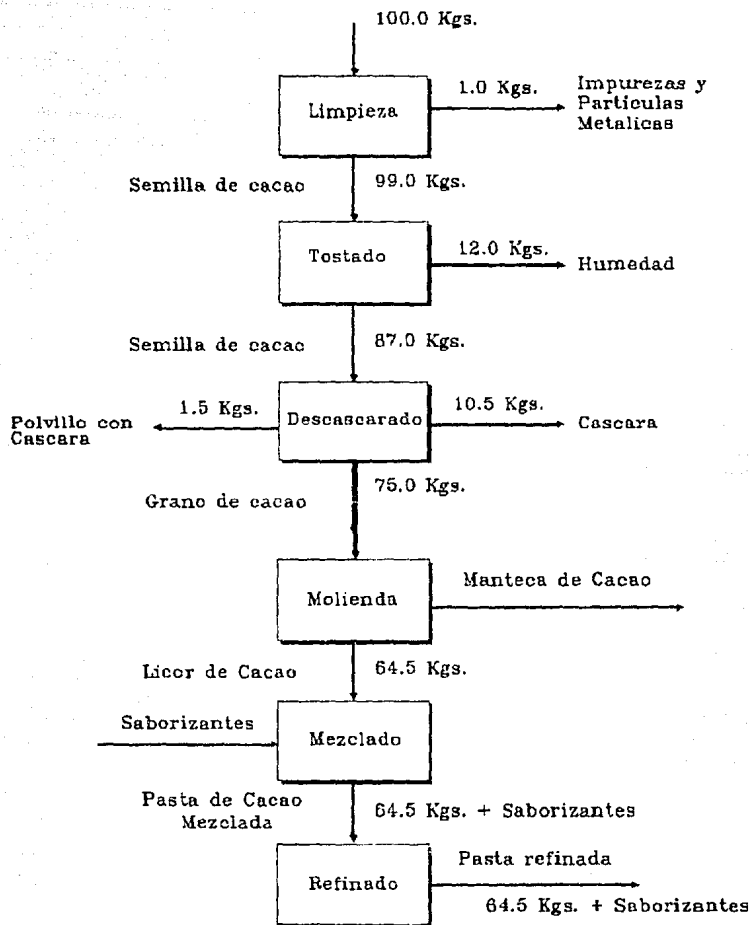 100.0 Kgs.
Limpieza
1.0 Kgs.
Impurezas y
Particulas
Metalicas
Semilla de cacao
99.0 Kgs.
Tostado
12.0 Kgs.
Humedad
Semilla de cacao
87.0 Kgs.
Polvillo con
Cascara
1.5 Kgs.
Descascarado
10.5 Kgs.
Cascara
Grano de cacao
75.0 Kgs.
Molienda
Manteca de Cacao
Licor de Cacao
64.5 Kgs.
Saborizantes
Mezclado
Pasta de Cacao
Mezclada
64.5 Kgs. + Saborizantes
Refinado
Pasta refinada
64.5 Kgs. + Saborizantes